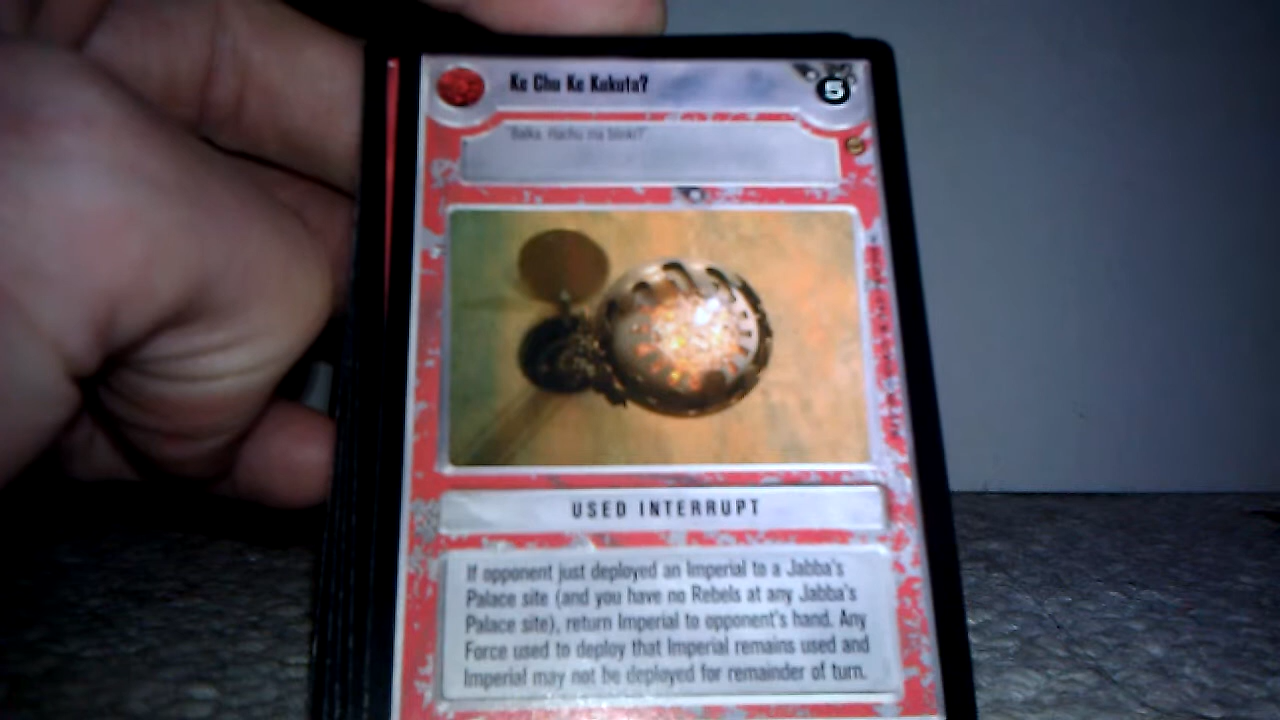 Ke Chu Ke Kukuta?
5
USED INTERRUPT
If opponent just deployed an Imperial to a Jabba's
Palace site (and you have no Rebels at any Jabba's
Palace site), return Imperial to opponent's hand. Any
Force used to deploy that Imperial remains used and
Imperial may not be deployed for remainder of turn.